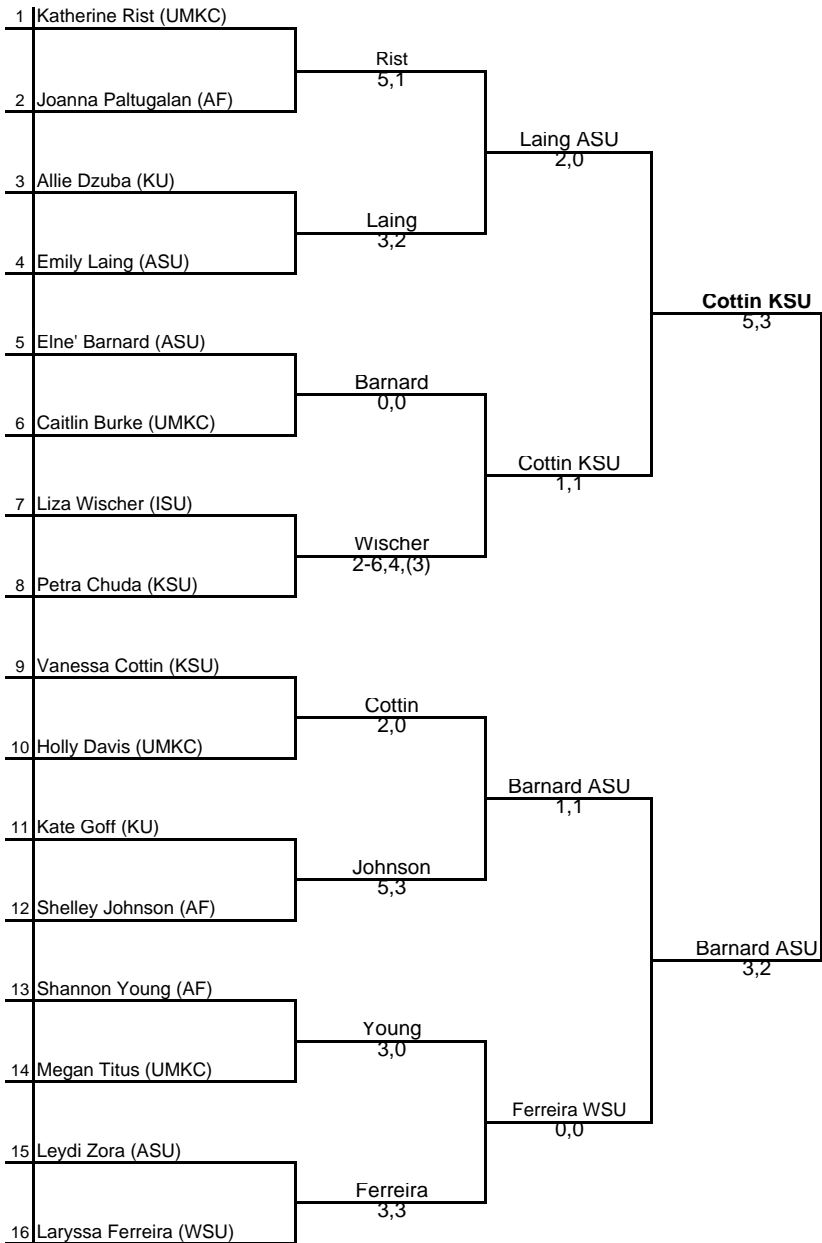 1 Katherine Rist (UMKC)
Rist
5,1
2 Joanna Paltugalan (AF)
Laing ASU
2,0
3 Allie Dzuba (KU)
Laing
3,2
4 Emily Laing (ASU)
Cottin KSU
5,3
5 Elne' Barnard (ASU)
Barnard
0,0
6 Caitlin Burke (UMKC)
Cottin KSU
1,1
7 Liza Wischer (ISU)
Wischer
2-6,4,(3)
8 Petra Chuda (KSU)
9 Vanessa Cottin (KSU)
Cottin
2,0
10 Holly Davis (UMKC)
Barnard ASU
1,1
11 Kate Goff (KU)
Johnson
5,3
12 Shelley Johnson (AF)
Barnard ASU
3,2
13 Shannon Young (AF)
Young
3,0
14 Megan Titus (UMKC)
Ferreira WSU
0,0
15 Leydi Zora (ASU)
Ferreira
3,3
16 Laryssa Ferreira (WSU)